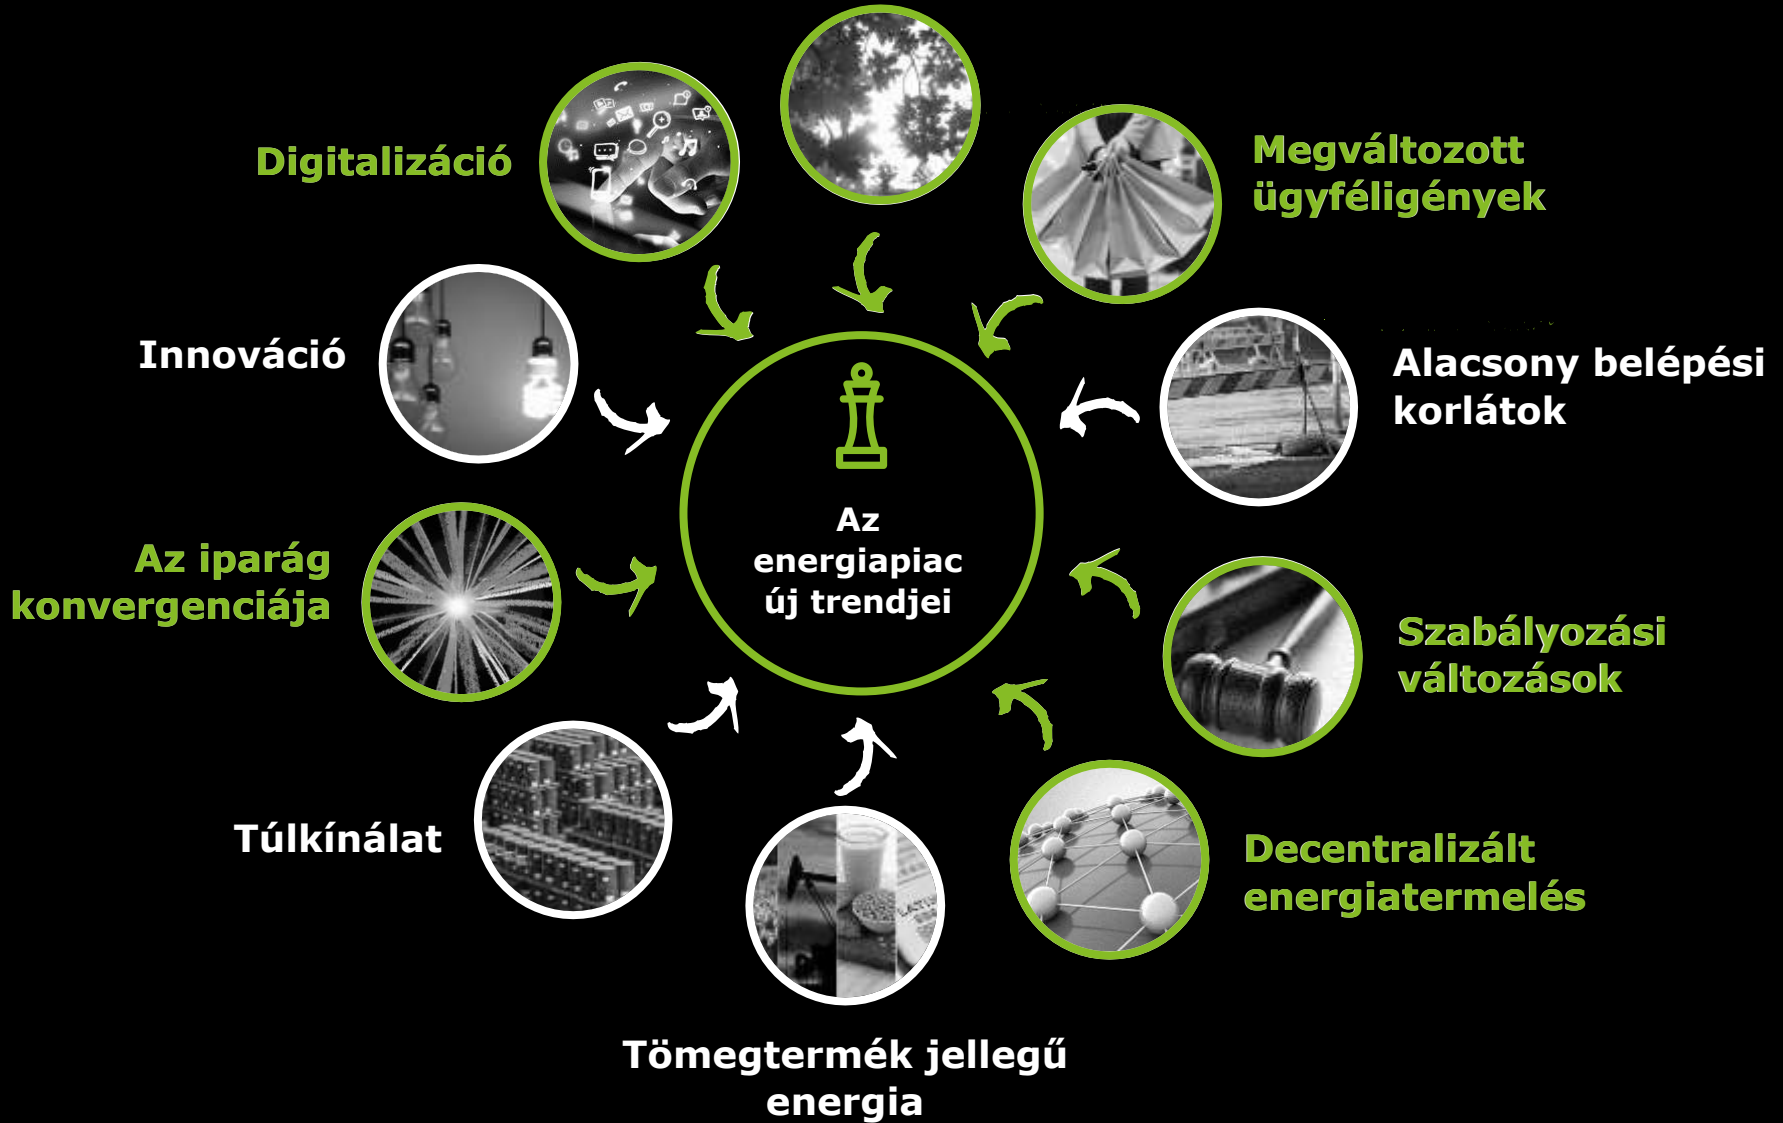 Digitalizáció
Megváltozott
ügyféligények
Innováció
Alacsony belépési
korlátok
Az
energiapiac
új trendjei
Az iparág
konvergenciája
Szabályozási
változások
Túlkínálat
Decentralizált
energiatermelés
Tömegtermék jellegű
energia